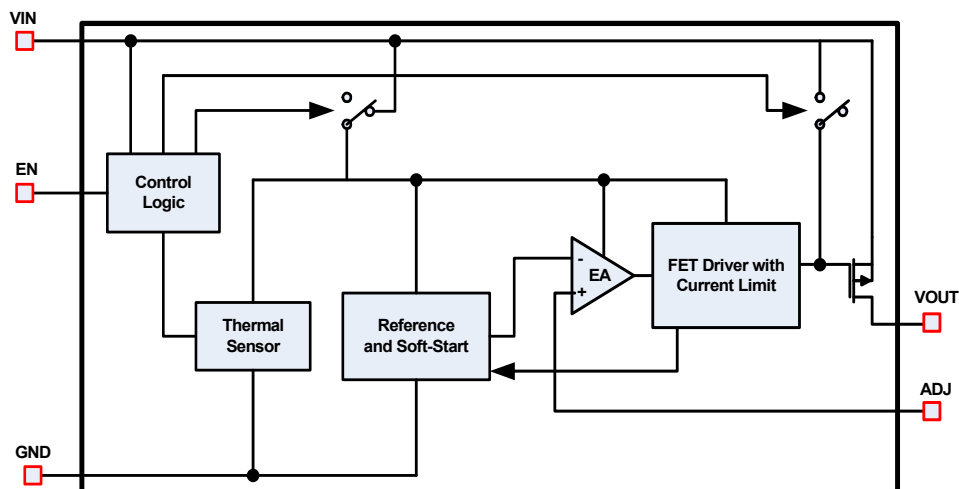 VIN
EN
Control
Logic
-
EA
+
FET Driver with
Current Limit
VOUT
Thermal
Sensor
Reference
and Soft-Start
ADJ
GND